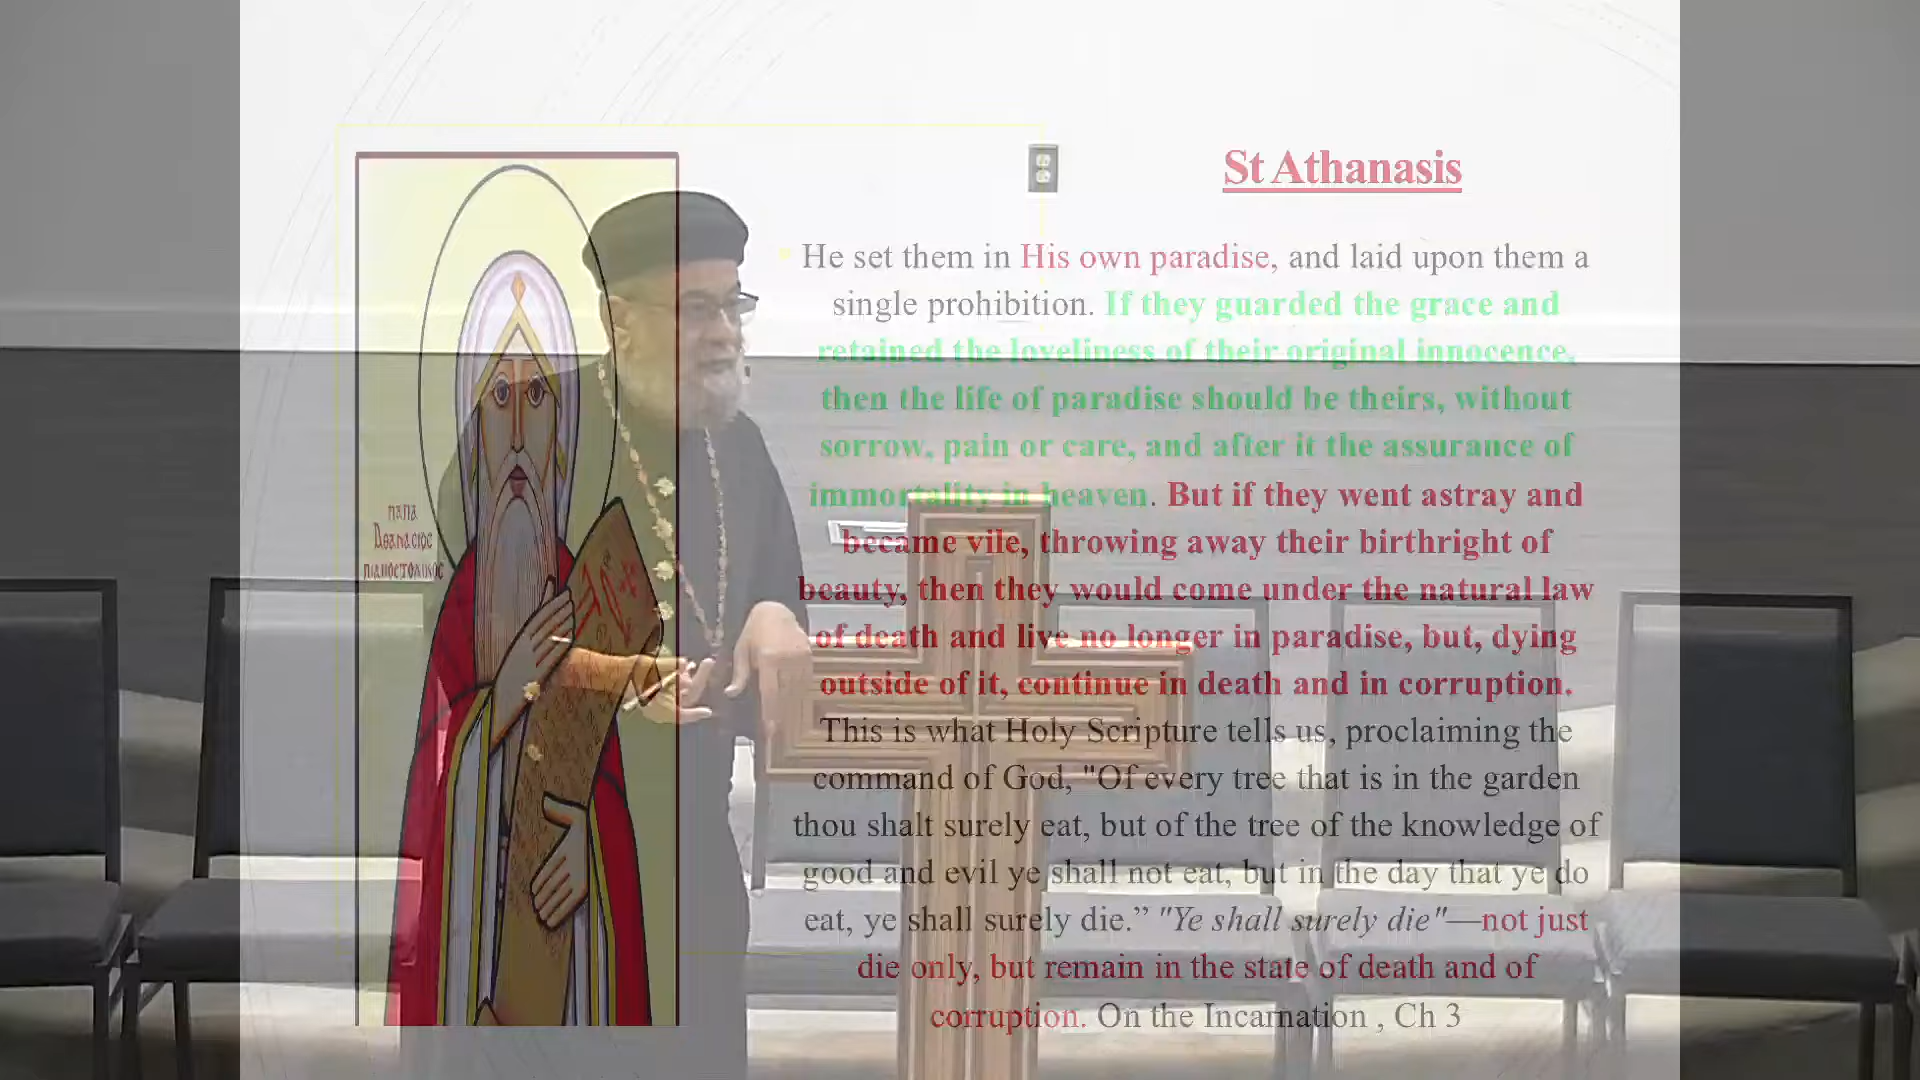 St Athanasis
He set them in His own paradise, and laid upon them a
single prohibition. If they guarded the grace and
retained the loveliness of their original innocence,
then the life of paradise should be theirs, without
sorrow, pain or care, and after it the assurance of
immortality in heaven. But if they went astray and
became vile, throwing away their birthright of
beauty, then they would come under the natural law
of death and live no longer in paradise, but, dying
outside of it, continue in death and in corruption.
This is what Holy Scripture tells us, proclaiming the
command of God, "Of every tree that is in the garden
thou shalt surely eat, but of the tree of the knowledge of
good and evil ye shall not eat, but in the day that ye do
eat, ye shall surely die.” "Ye shall surely die"—not just
die only, but remain in the state of death and of
corruption. On the Incarnation , Ch 3